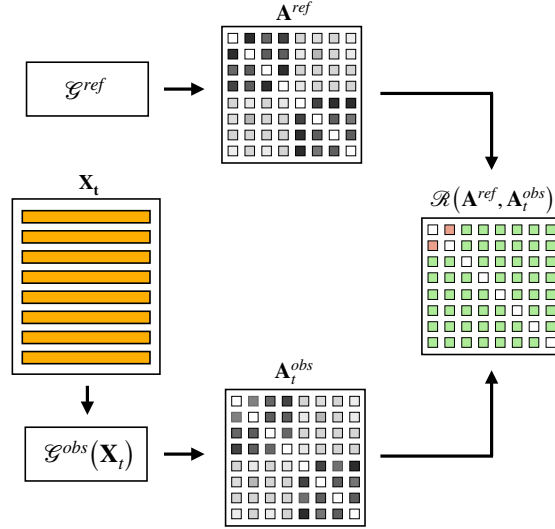 𝐀^{ref}
𝒢^{ref}
𝐗_𝐭
ℛ(𝐀^{ref}, 𝐀_t^{obs})
𝐀_t^{obs}
𝒢^{obs}(𝐗_t)